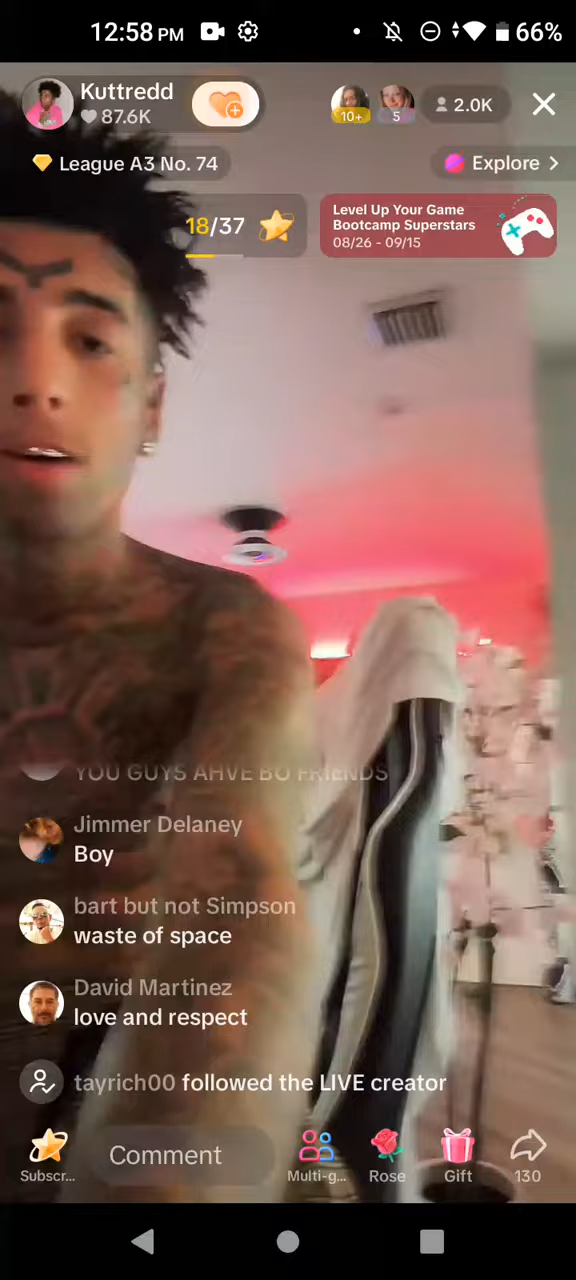 12:58 PM
66%
Kuttredd
87.6K
10+
5
2.0K
League A3 No. 74
Explore >
18/37
Level Up Your Game
Bootcamp Superstars
08/26 - 09/15
YOU GUYS AHVE BO FRIENDS
Jimmer Delaney
Boy
bart but not Simpson
waste of space
David Martinez
love and respect
tayrich00 followed the LIVE creator
Comment
Subscr...
Multi-g...
Rose
Gift
130